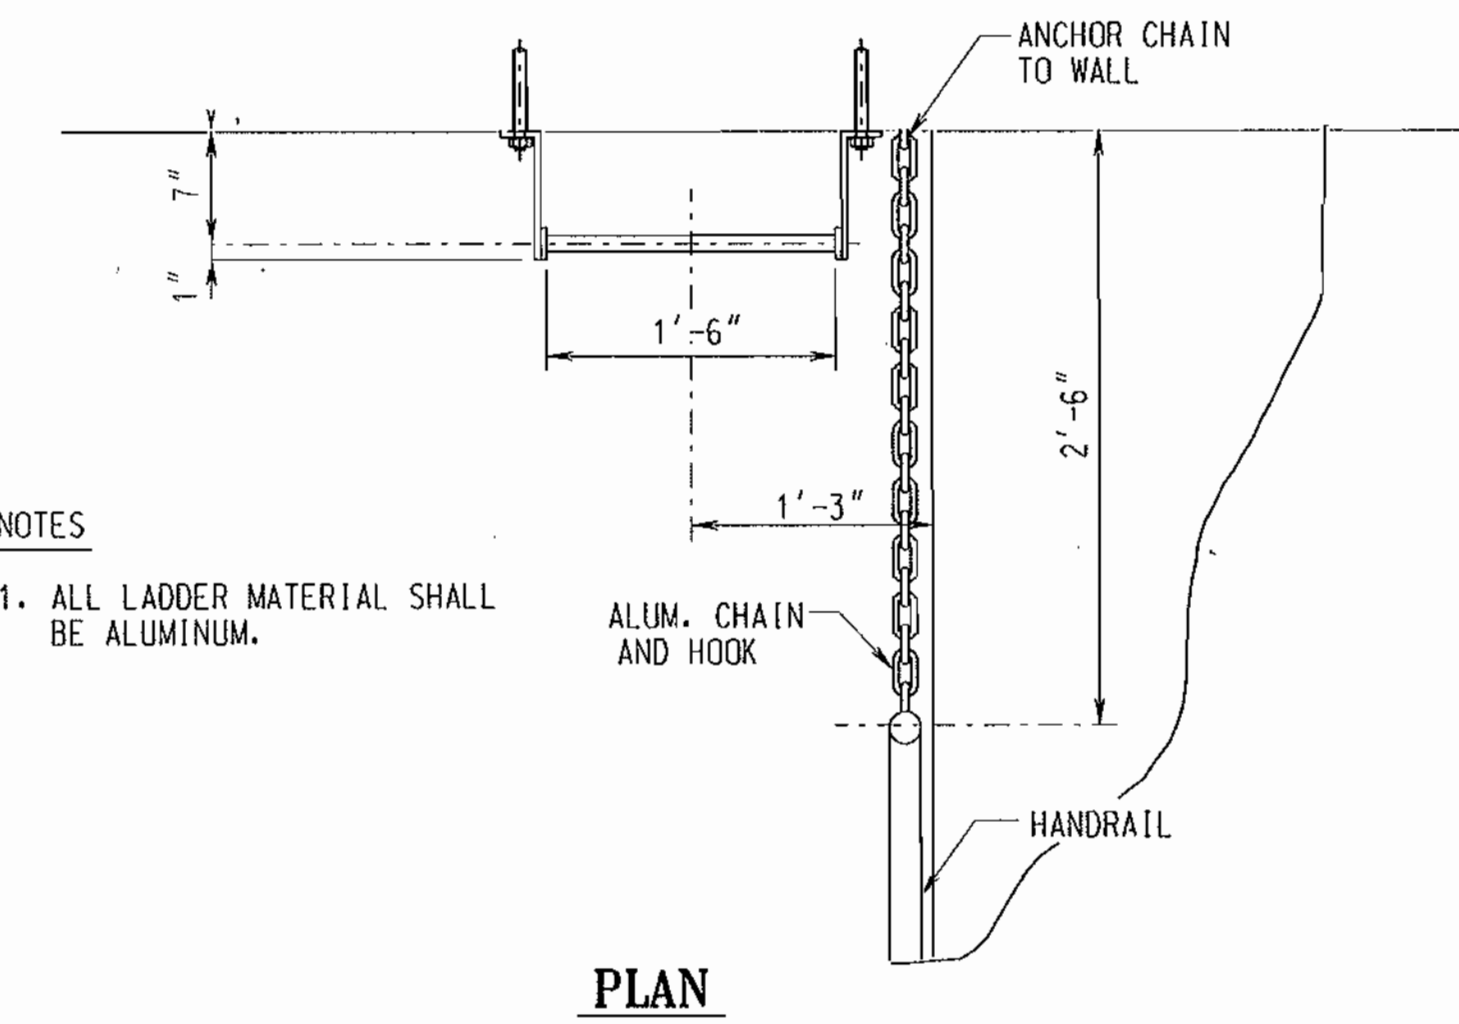 ANCHOR CHAIN
TO WALL
7"
1"
1'-6"
2'-6"
1'-3"
NOTES
1. ALL LADDER MATERIAL SHALL
BE ALUMINUM.
ALUM. CHAIN
AND HOOK
HANDRAIL
PLAN